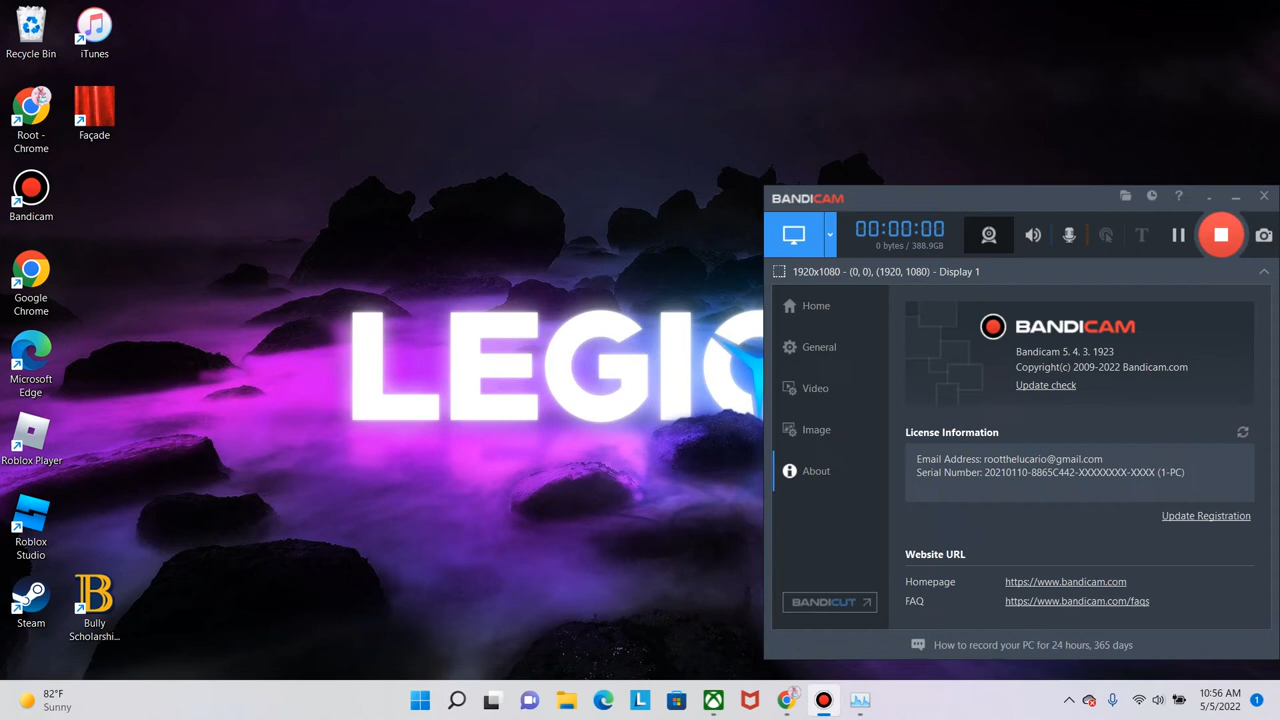 Recycle Bin
iTunes
Root -
Chrome
Façade
Bandicam
Google
Chrome
Microsoft
Edge
Roblox Player
Roblox
Studio
Steam
Bully
Scholarshi...
LEGIO
BANDICAM
00:00:00
0 bytes / 388.9GB
1920x1080 - (0, 0), (1920, 1080) - Display 1
Home
General
Video
Image
About
BANDICUT
BANDICAM
Bandicam 5. 4. 3. 1923
Copyright(c) 2009-2022 Bandicam.com
Update check
License Information
Email Address: rootthelucario@gmail.com
Serial Number: 20210110-8865C442-XXXXXXXX-XXXX (1-PC)
Update Registration
Website URL
Homepage https://www.bandicam.com
FAQ https://www.bandicam.com/faqs
How to record your PC for 24 hours, 365 days
82°F
Sunny
0:56 AM
5/5/2022
1